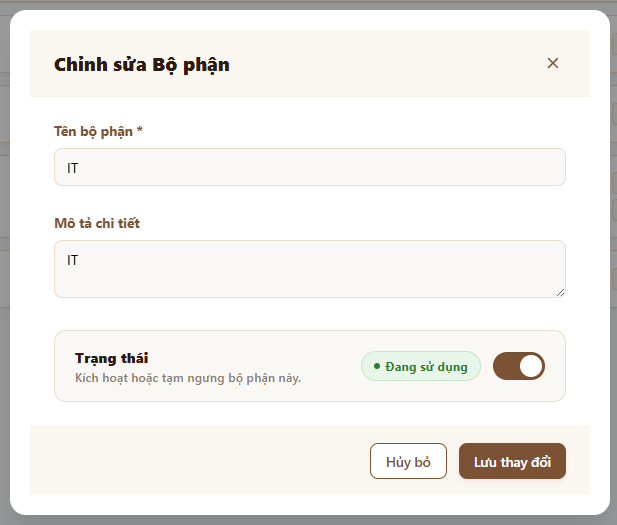 Chỉnh sửa Bộ phận
Tên bộ phận *
IT
Mô tả chi tiết
IT
Trạng thái
Kích hoạt hoặc tạm ngưng bộ phận này.
Đang sử dụng
Hủy bỏ
Lưu thay đổi